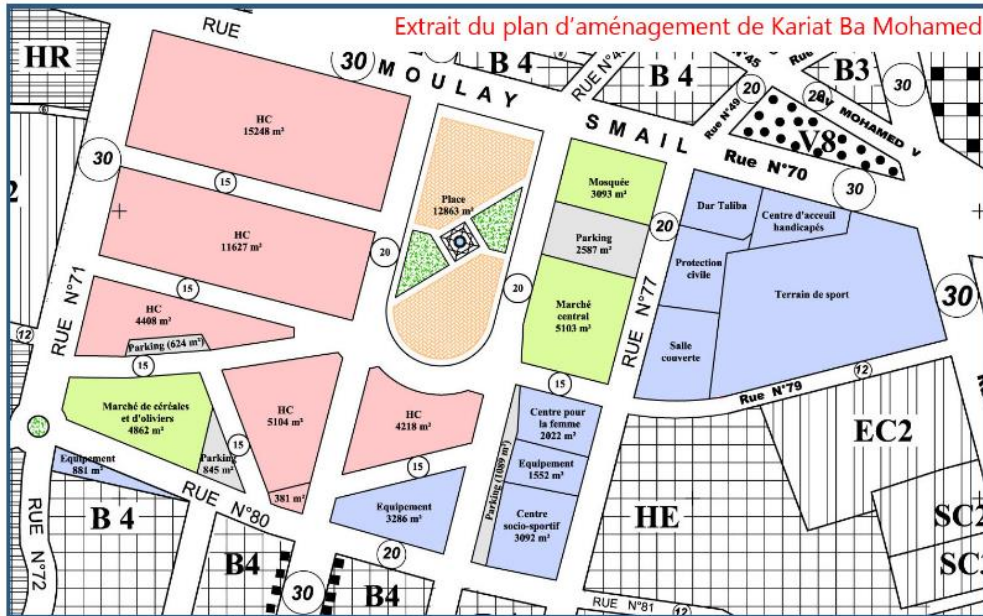 Extrait du plan d'aménagement de Kariat Ba Mohamed
RUE
MOULAY
SMAIL
HR
30
B 4
B 4
20
B3
30
20
Rue N°49
AV MOHAMED V
V8
Rue N°70
30
HC
15248 m²
30
15
HC
11627 m²
20
15
Place
12863 m²
20
Mosquée
3093 m²
20
Parking
2587 m²
Marché
central
5103 m²
Dar Taliba
Centre d'acceuil
handicapés
Protection
civile
Terrain de sport
30
Salle
couverte
RUE N°77
RUE N°71
12
HC
4408 m²
Parking (624 m²)
15
15
12
Rue N°79
Marché de céréales
et d'oliviers
4862 m²
HC
5104 m²
HC
4218 m²
Centre pour
la femme
2022 m²
EC2
Parking
845 m²
15
15
Equipement
881 m²
Equipement
1552 m²
Parking (1089 m²)
381 m²
RUE N°80
Equipement
3286 m²
Centre
socio-sportif
3092 m²
HE
B 4
20
RUE N°72
B4
30
B4
RUE N°81
12